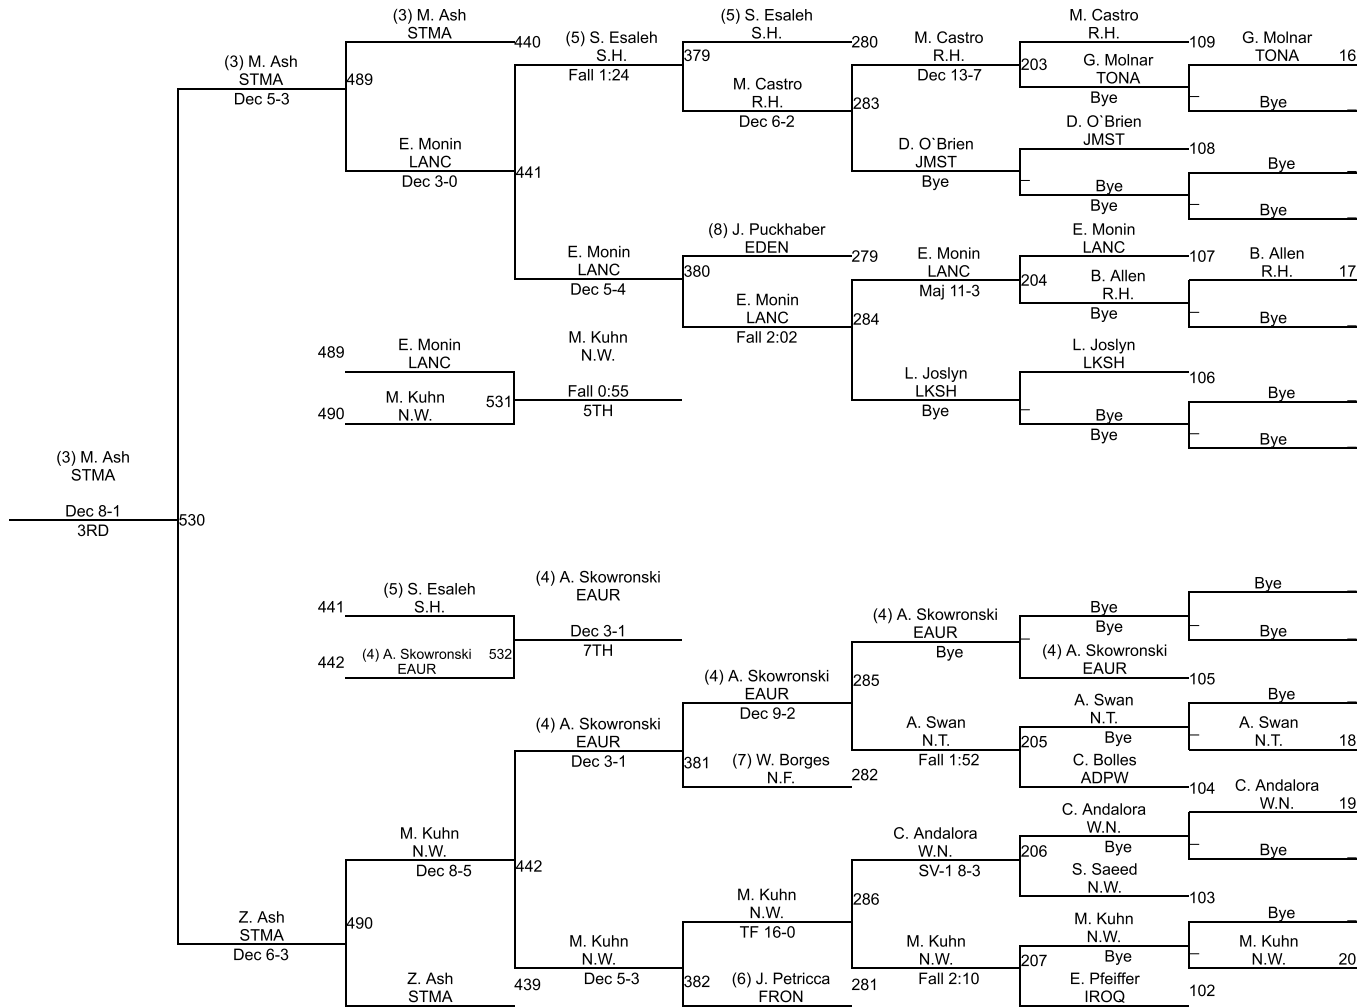 (3) M. Ash
STMA
440
(5) S. Esaleh
S.H.
379
Fall 1:24
(5) S. Esaleh
S.H.
280
M. Castro
R.H.
Dec 13-7
M. Castro
R.H.
109
G. Molnar
TONA
16
(3) M. Ash
STMA
489
Dec 5-3
M. Castro
R.H.
Dec 6-2
283
203
G. Molnar
TONA
Bye
Bye
E. Monin
LANC
Dec 3-0
441
D. O`Brien
JMST
Bye
D. O`Brien
JMST
108
Bye
Bye
Bye
Bye
E. Monin
LANC
Dec 5-4
380
(8) J. Puckhaber
EDEN
279
E. Monin
LANC
Maj 11-3
E. Monin
LANC
107
B. Allen
R.H.
17
204
B. Allen
R.H.
Bye
Bye
E. Monin
LANC
Fall 2:02
284
489
E. Monin
LANC
M. Kuhn
N.W.
490
M. Kuhn
N.W.
531
Fall 0:55
5TH
L. Joslyn
LKSH
Bye
L. Joslyn
LKSH
106
Bye
Bye
Bye
Bye
(3) M. Ash
STMA
Dec 8-1
3RD
530
441
(5) S. Esaleh
S.H.
(4) A. Skowronski
EAUR
442
(4) A. Skowronski
EAUR
532
Dec 3-1
7TH
(4) A. Skowronski
EAUR
Bye
Bye
Bye
Bye
Bye
(4) A. Skowronski
EAUR
105
(4) A. Skowronski
EAUR
Dec 9-2
285
(4) A. Skowronski
EAUR
Dec 3-1
381
(7) W. Borges
N.F.
282
A. Swan
N.T.
Fall 1:52
205
A. Swan
N.T.
Bye
C. Bolles
ADPW
104
Bye
A. Swan
N.T.
18
M. Kuhn
N.W.
Dec 8-5
442
C. Andalora
W.N.
SV-1 8-3
206
C. Andalora
W.N.
Bye
S. Saeed
N.W.
103
C. Andalora
W.N.
19
Bye
Z. Ash
STMA
Dec 6-3
490
M. Kuhn
N.W.
TF 16-0
286
M. Kuhn
N.W.
Dec 5-3
382
(6) J. Petricca
FRON
281
M. Kuhn
N.W.
Fall 2:10
207
M. Kuhn
N.W.
Bye
E. Pfeiffer
IROQ
102
Bye
M. Kuhn
N.W.
20
Z. Ash
STMA
439